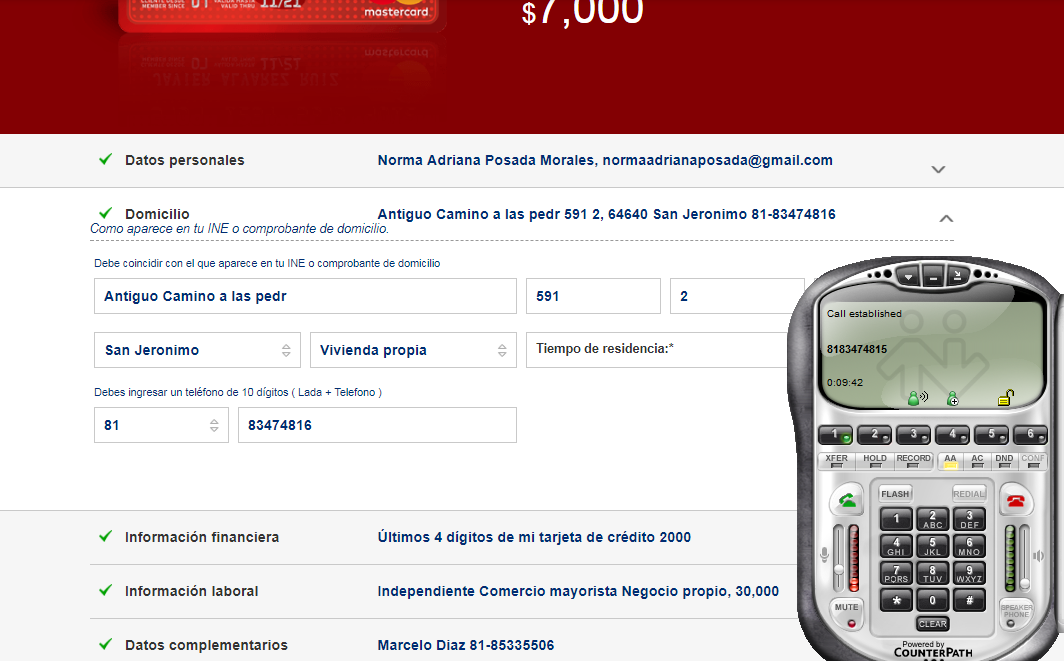 CLIENTE DESDE
MEMBER SINCE
VALIDA HASTA
VALID THRU
11/21
mastercard
$7,000
Datos personales
Norma Adriana Posada Morales, normaadrianaposada@gmail.com
Domicilio
Antiguo Camino a las pedr 591 2, 64640 San Jeronimo 81-83474816
Como aparece en tu INE o comprobante de domicilio.
Debe coincidir con el que aparece en tu INE o comprobante de domicilio
Antiguo Camino a las pedr
591
2
San Jeronimo
Vivienda propia
Tiempo de residencia:*
Debes ingresar un teléfono de 10 dígitos ( Lada + Telefono )
81
83474816
Información financiera
Últimos 4 dígitos de mi tarjeta de crédito 2000
Información laboral
Independiente Comercio mayorista Negocio propio, 30,000
Datos complementarios
Marcelo Diaz 81-85335506
Call established
8183474815
0:09:42
1 2 3 4 5 6
XFER HOLD RECORD AA AC DND CONF
FLASH REDIAL
1 2 ABC 3 DEF
4 GHI 5 JKL 6 MNO
7 PQRS 8 TUV 9 WXYZ
* 0 #
MUTE
SPEAKER PHONE
CLEAR
Powered by
COUNTERPATH